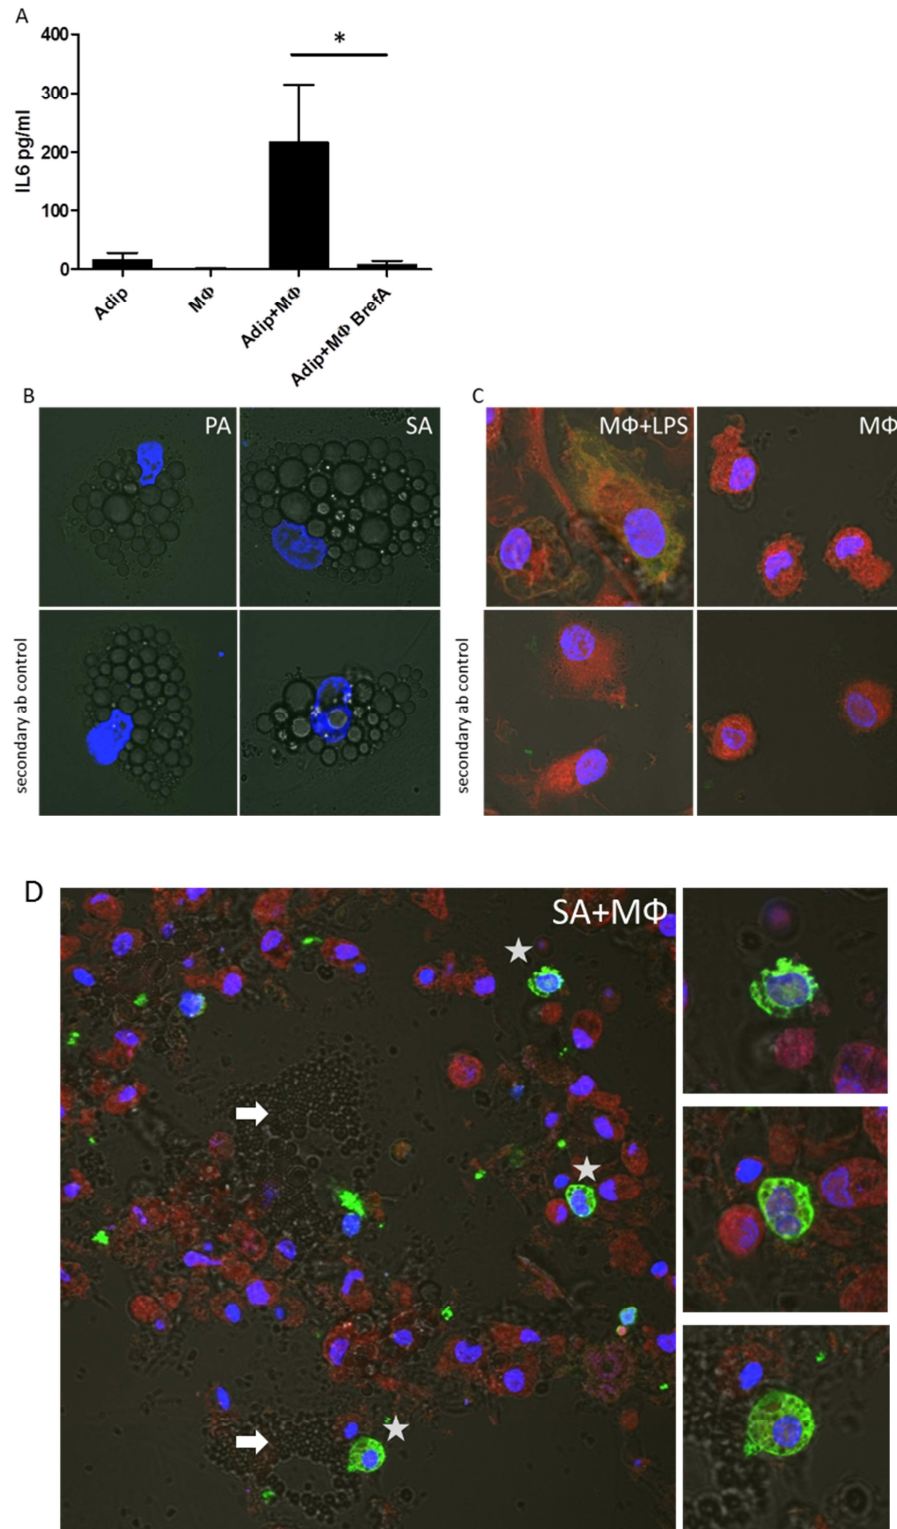 A
400
300
200
100
0
IL6 pg/ml
*
Adip
MΦ
Adip+MΦ
Adip+MΦ BrefA
B
PA
SA
secondary ab control
C
MΦ+LPS
MΦ
secondary ab control
D
SA+MΦ